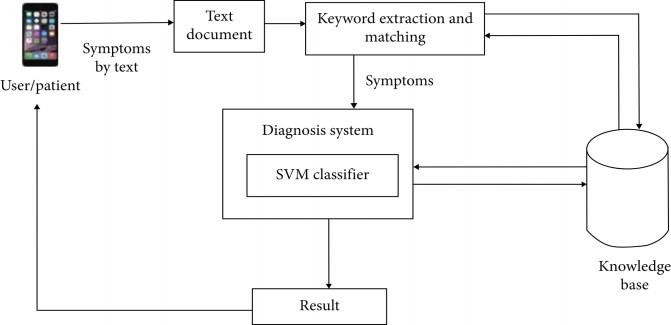 Text
document
Keyword extraction and
matching
Symptoms
by text
User/patient
Symptoms
Diagnosis system
SVM classifier
Knowledge
base
Result